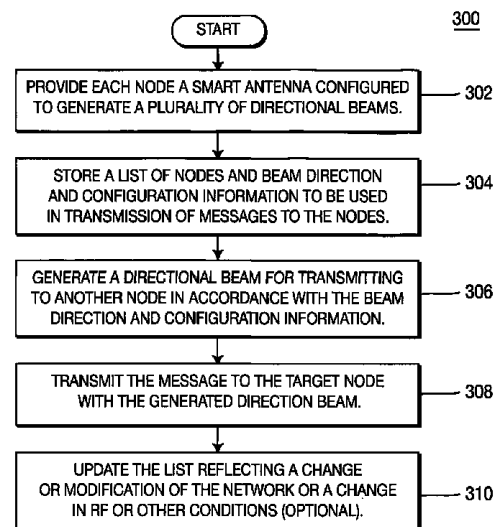 300
START
PROVIDE EACH NODE A SMART ANTENNA CONFIGURED
TO GENERATE A PLURALITY OF DIRECTIONAL BEAMS.
302
STORE A LIST OF NODES AND BEAM DIRECTION
AND CONFIGURATION INFORMATION TO BE USED
IN TRANSMISSION OF MESSAGES TO THE NODES.
304
GENERATE A DIRECTIONAL BEAM FOR TRANSMITTING
TO ANOTHER NODE IN ACCORDANCE WITH THE BEAM
DIRECTION AND CONFIGURATION INFORMATION.
306
TRANSMIT THE MESSAGE TO THE TARGET NODE
WITH THE GENERATED DIRECTION BEAM.
308
UPDATE THE LIST REFLECTING A CHANGE
OR MODIFICATION OF THE NETWORK OR A CHANGE
IN RF OR OTHER CONDITIONS (OPTIONAL).
310